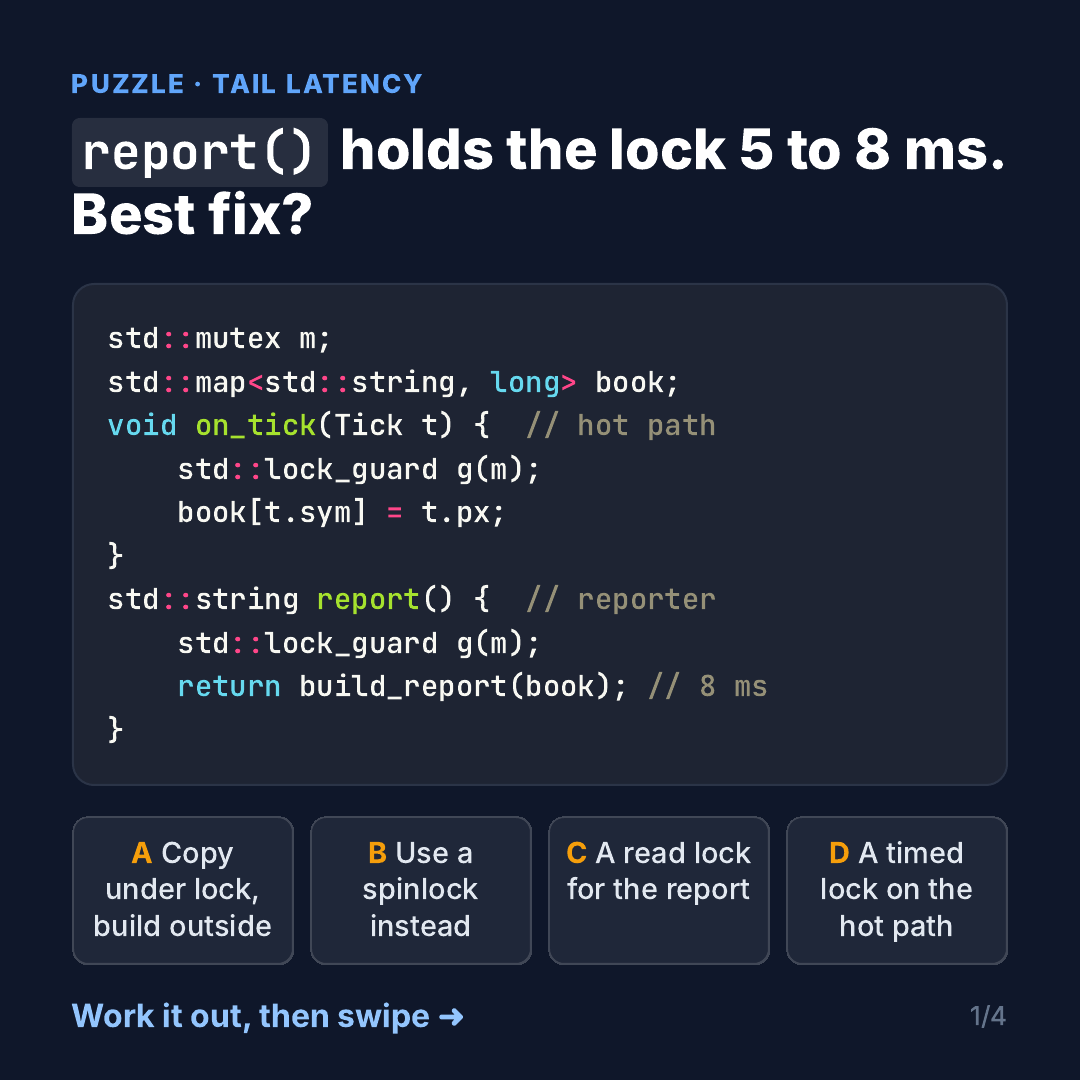 PUZZLE · TAIL LATENCY
report() holds the lock 5 to 8 ms.
Best fix?
std::mutex m;
std::map<std::string, long> book;
void on_tick(Tick t) {  // hot path
    std::lock_guard g(m);
    book[t.sym] = t.px;
}
std::string report() {  // reporter
    std::lock_guard g(m);
    return build_report(book); // 8 ms
}
A Copy
under lock,
build outside
B Use a
spinlock
instead
C A read lock
for the report
D A timed
lock on the
hot path
Work it out, then swipe ➜
1/4